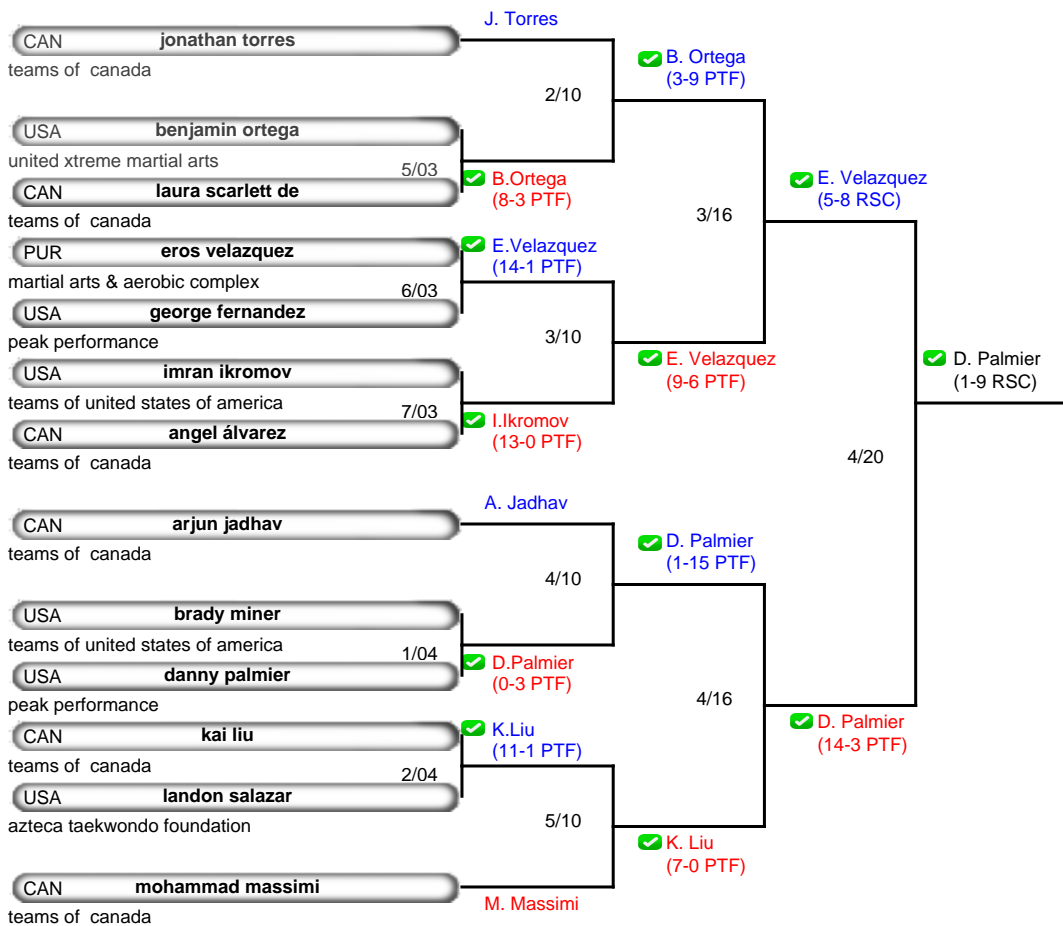 J. Torres
CAN jonathan torres
teams of  canada
B. Ortega
(3-9 PTF)
2/10
USA benjamin ortega
united xtreme martial arts
5/03
B.Ortega
(8-3 PTF)
CAN laura scarlett de
teams of  canada
E. Velazquez
(5-8 RSC)
3/16
PUR eros velazquez
E.Velazquez
(14-1 PTF)
martial arts & aerobic complex
6/03
USA george fernandez
peak performance
3/10
E. Velazquez
(9-6 PTF)
D. Palmier
(1-9 RSC)
USA imran ikromov
teams of united states of america
7/03
I.Ikromov
(13-0 PTF)
CAN angel álvarez
teams of  canada
4/20
A. Jadhav
CAN arjun jadhav
teams of  canada
D. Palmier
(1-15 PTF)
4/10
USA brady miner
teams of united states of america
1/04
D.Palmier
(0-3 PTF)
USA danny palmier
peak performance
4/16
D. Palmier
(14-3 PTF)
CAN kai liu
K.Liu
(11-1 PTF)
teams of  canada
2/04
USA landon salazar
azteca taekwondo foundation
5/10
K. Liu
(7-0 PTF)
CAN mohammad massimi
M. Massimi
teams of  canada